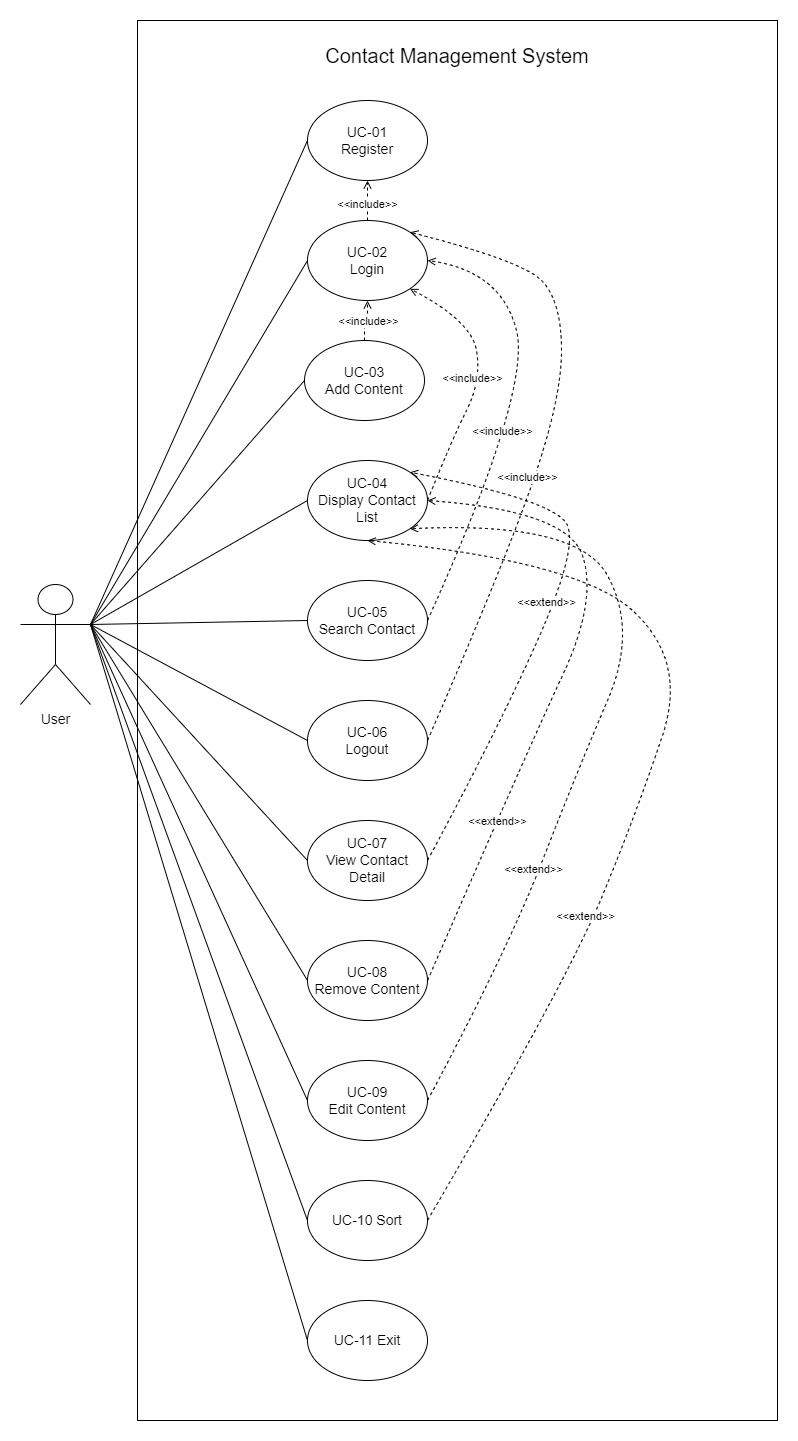 Contact Management System
UC-01
Register
<<include>>
UC-02
Login
<<include>>
UC-03
Add Content
<<include>>
<<include>>
<<include>>
UC-04
Display Contact
List
<<extend>>
UC-05
Search Contact
User
UC-06
Logout
<<extend>>
UC-07
View Contact
Detail
<<extend>>
<<extend>>
UC-08
Remove Content
UC-09
Edit Content
UC-10 Sort
UC-11 Exit